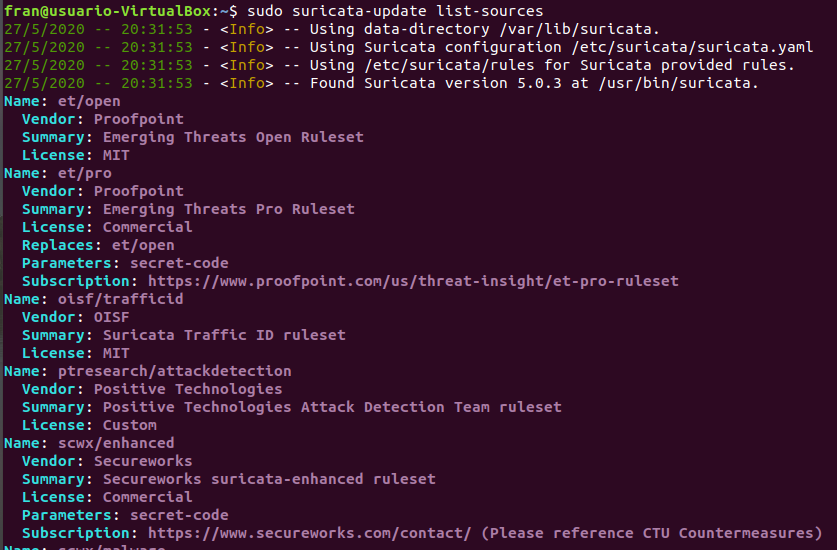 fran@usuario-VirtualBox:~$ sudo suricata-update list-sources
27/5/2020 -- 20:31:53 - <Info> -- Using data-directory /var/lib/suricata.
27/5/2020 -- 20:31:53 - <Info> -- Using Suricata configuration /etc/suricata/suricata.yaml
27/5/2020 -- 20:31:53 - <Info> -- Using /etc/suricata/rules for Suricata provided rules.
27/5/2020 -- 20:31:53 - <Info> -- Found Suricata version 5.0.3 at /usr/bin/suricata.
Name: et/open
  Vendor: Proofpoint
  Summary: Emerging Threats Open Ruleset
  License: MIT
Name: et/pro
  Vendor: Proofpoint
  Summary: Emerging Threats Pro Ruleset
  License: Commercial
  Replaces: et/open
  Parameters: secret-code
  Subscription: https://www.proofpoint.com/us/threat-insight/et-pro-ruleset
Name: oisf/trafficid
  Vendor: OISF
  Summary: Suricata Traffic ID ruleset
  License: MIT
Name: ptresearch/attackdetection
  Vendor: Positive Technologies
  Summary: Positive Technologies Attack Detection Team ruleset
  License: Custom
Name: scwx/enhanced
  Vendor: Secureworks
  Summary: Secureworks suricata-enhanced ruleset
  License: Commercial
  Parameters: secret-code
  Subscription: https://www.secureworks.com/contact/ (Please reference CTU Countermeasures)
Name: scwx/malware